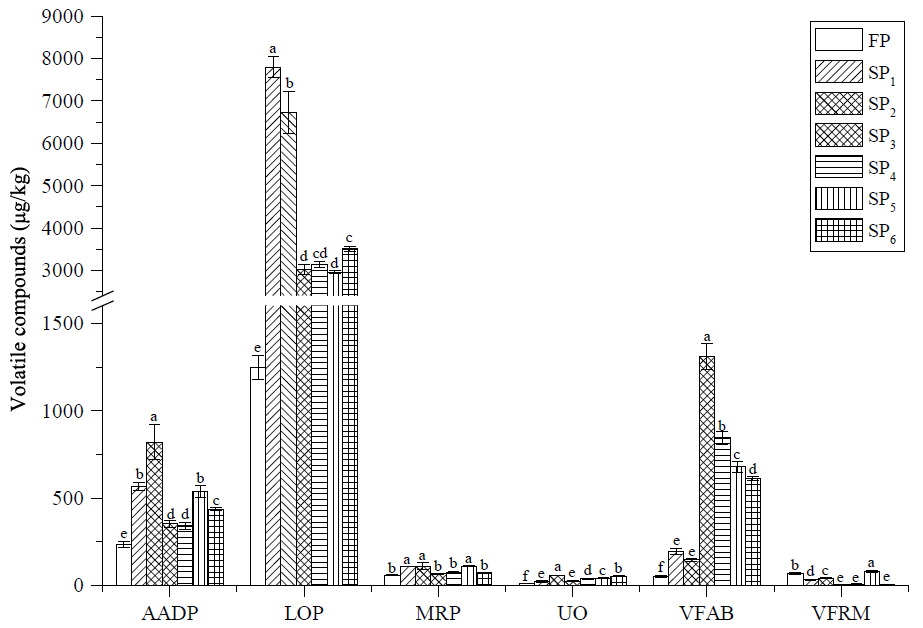 9000
8000
7000
6000
5000
4000
3000
1500
1000
500
0
Volatile compounds (μg/kg)
FP
SP1
SP2
SP3
SP4
SP5
SP6
e b a d d b c
e a b d cd d c
b a a b b a b
f e a e d c b
f e e a b c d
b d c e e a e
AADP LOP MRP UO VFAB VFRM